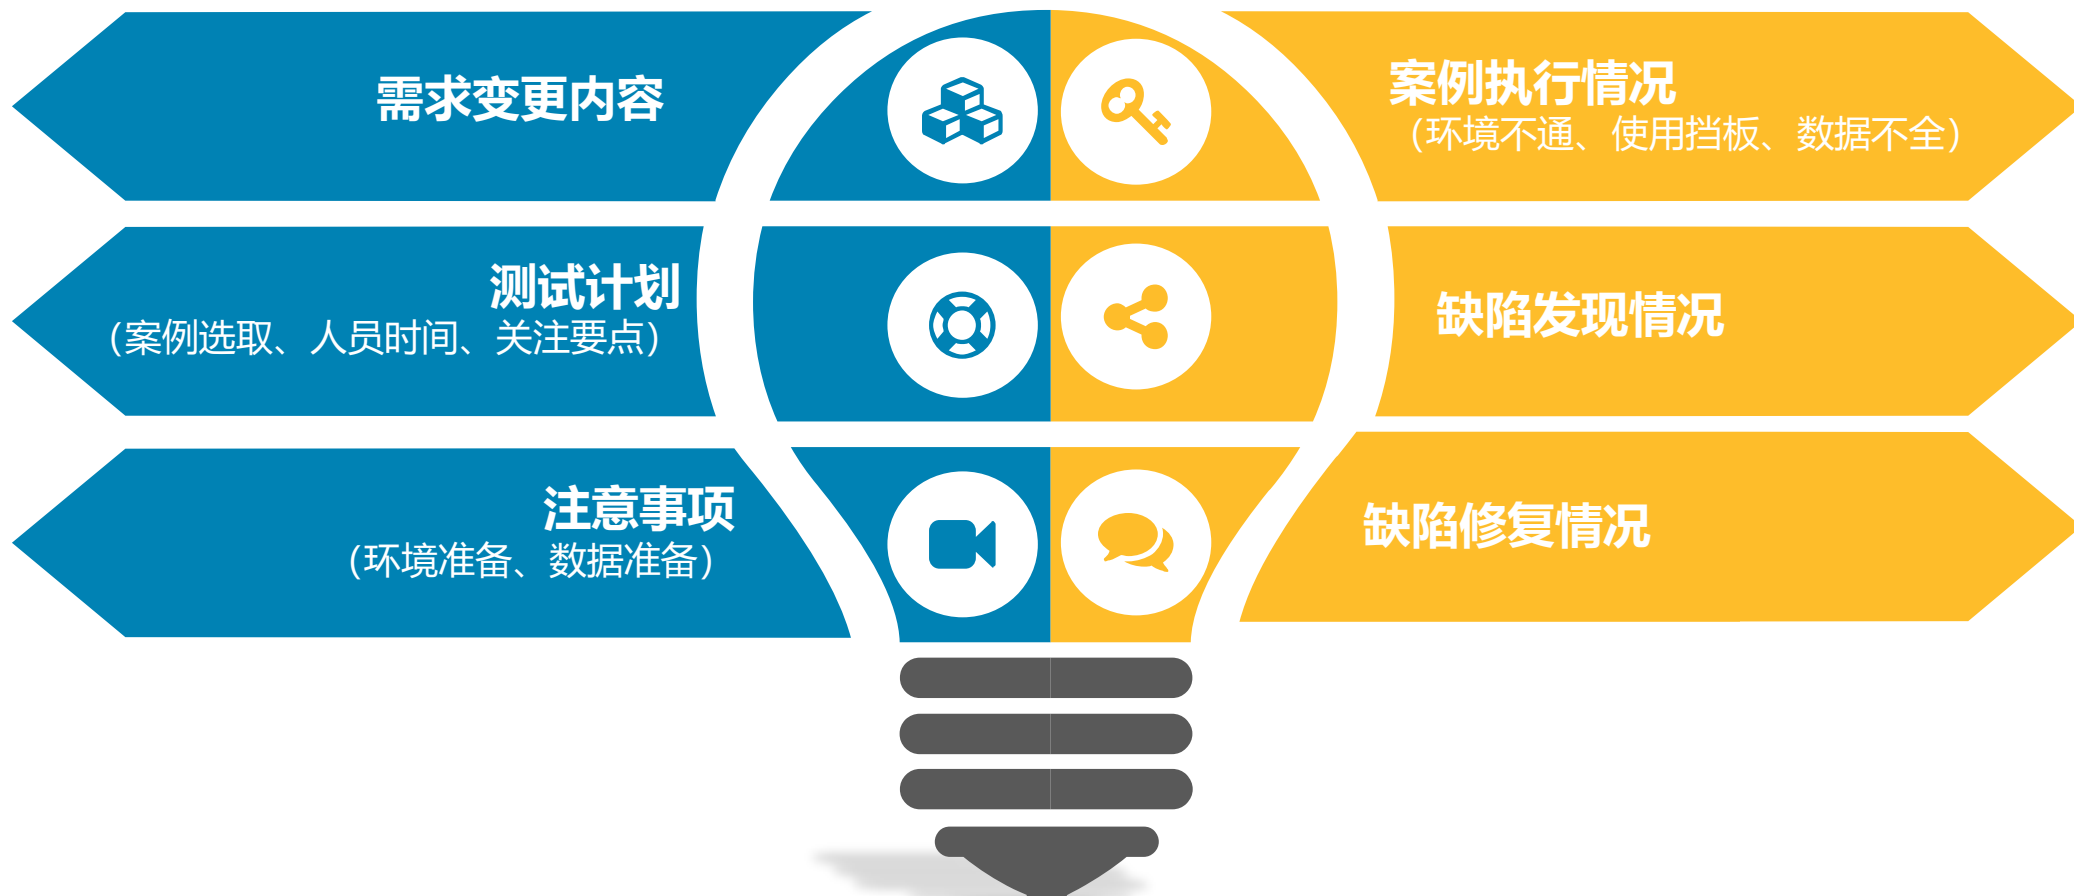 需求变更内容
测试计划
（案例选取、人员时间、关注要点）
注意事项
（环境准备、数据准备）
案例执行情况
（环境不通、使用挡板、数据不全）
缺陷发现情况
缺陷修复情况